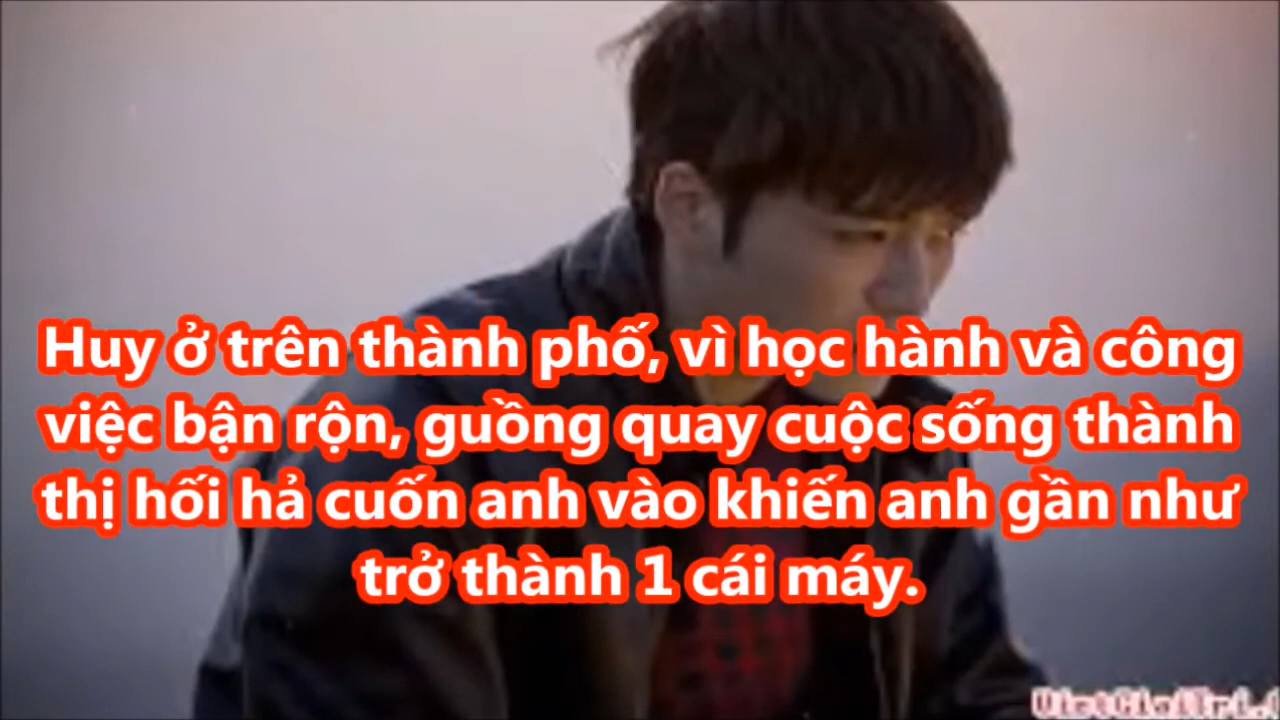 Huy ở trên thành phố, vì học hành và công
việc bận rộn, guồng quay cuộc sống thành
thị hối hả cuốn anh vào khiến anh gần như
trở thành 1 cái máy.